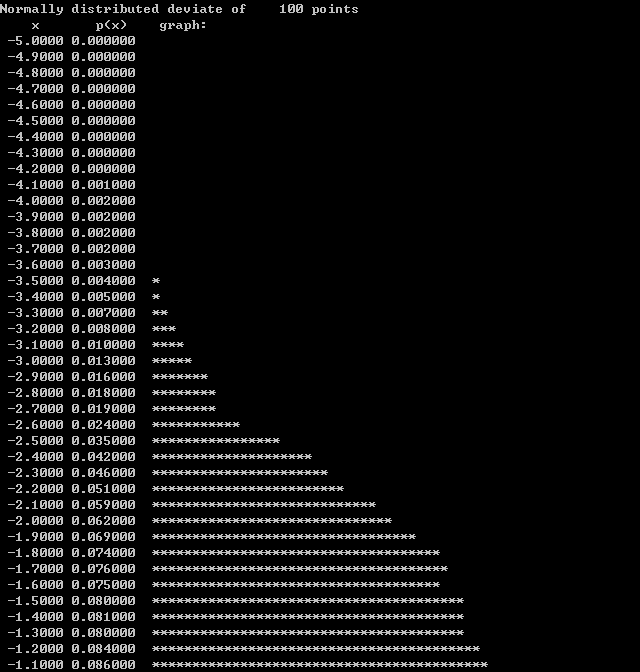 Normally distributed deviate of    100 points
x       p(x)    graph:
-5.0000 0.000000
-4.9000 0.000000
-4.8000 0.000000
-4.7000 0.000000
-4.6000 0.000000
-4.5000 0.000000
-4.4000 0.000000
-4.3000 0.000000
-4.2000 0.000000
-4.1000 0.001000
-4.0000 0.002000
-3.9000 0.002000
-3.8000 0.002000
-3.7000 0.002000
-3.6000 0.003000
-3.5000 0.004000  *
-3.4000 0.005000  *
-3.3000 0.007000  **
-3.2000 0.008000  ***
-3.1000 0.010000  ****
-3.0000 0.013000  *****
-2.9000 0.016000  *******
-2.8000 0.018000  ********
-2.7000 0.019000  ********
-2.6000 0.024000  ***********
-2.5000 0.035000  ****************
-2.4000 0.042000  ********************
-2.3000 0.046000  **********************
-2.2000 0.051000  ************************
-2.1000 0.059000  ****************************
-2.0000 0.062000  ******************************
-1.9000 0.069000  *********************************
-1.8000 0.074000  ************************************
-1.7000 0.076000  *************************************
-1.6000 0.075000  ************************************
-1.5000 0.080000  ***************************************
-1.4000 0.081000  ***************************************
-1.3000 0.080000  ***************************************
-1.2000 0.084000  *****************************************
-1.1000 0.086000  ******************************************